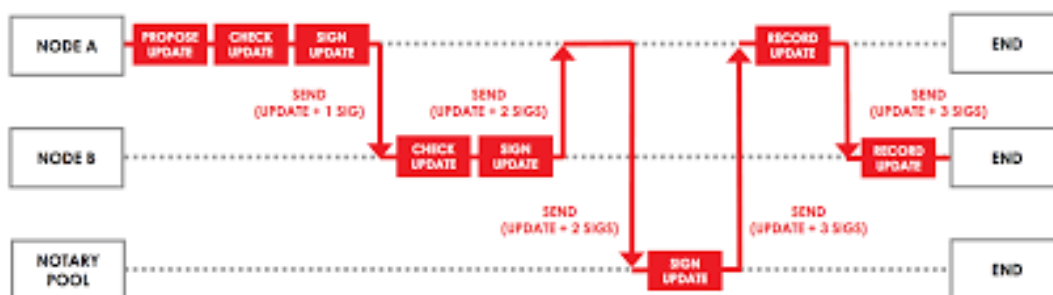 NODE A
PROPOSE
UPDATE
CHECK
UPDATE
SIGN
UPDATE
RECORD
UPDATE
END
SEND
(UPDATE + 1 SIG)
SEND
(UPDATE + 2 SIGS)
SEND
(UPDATE + 3 SIGS)
NODE B
CHECK
UPDATE
SIGN
UPDATE
RECORD
UPDATE
END
SEND
(UPDATE + 2 SIGS)
SEND
(UPDATE + 3 SIGS)
NOTARY
POOL
SIGN
UPDATE
END